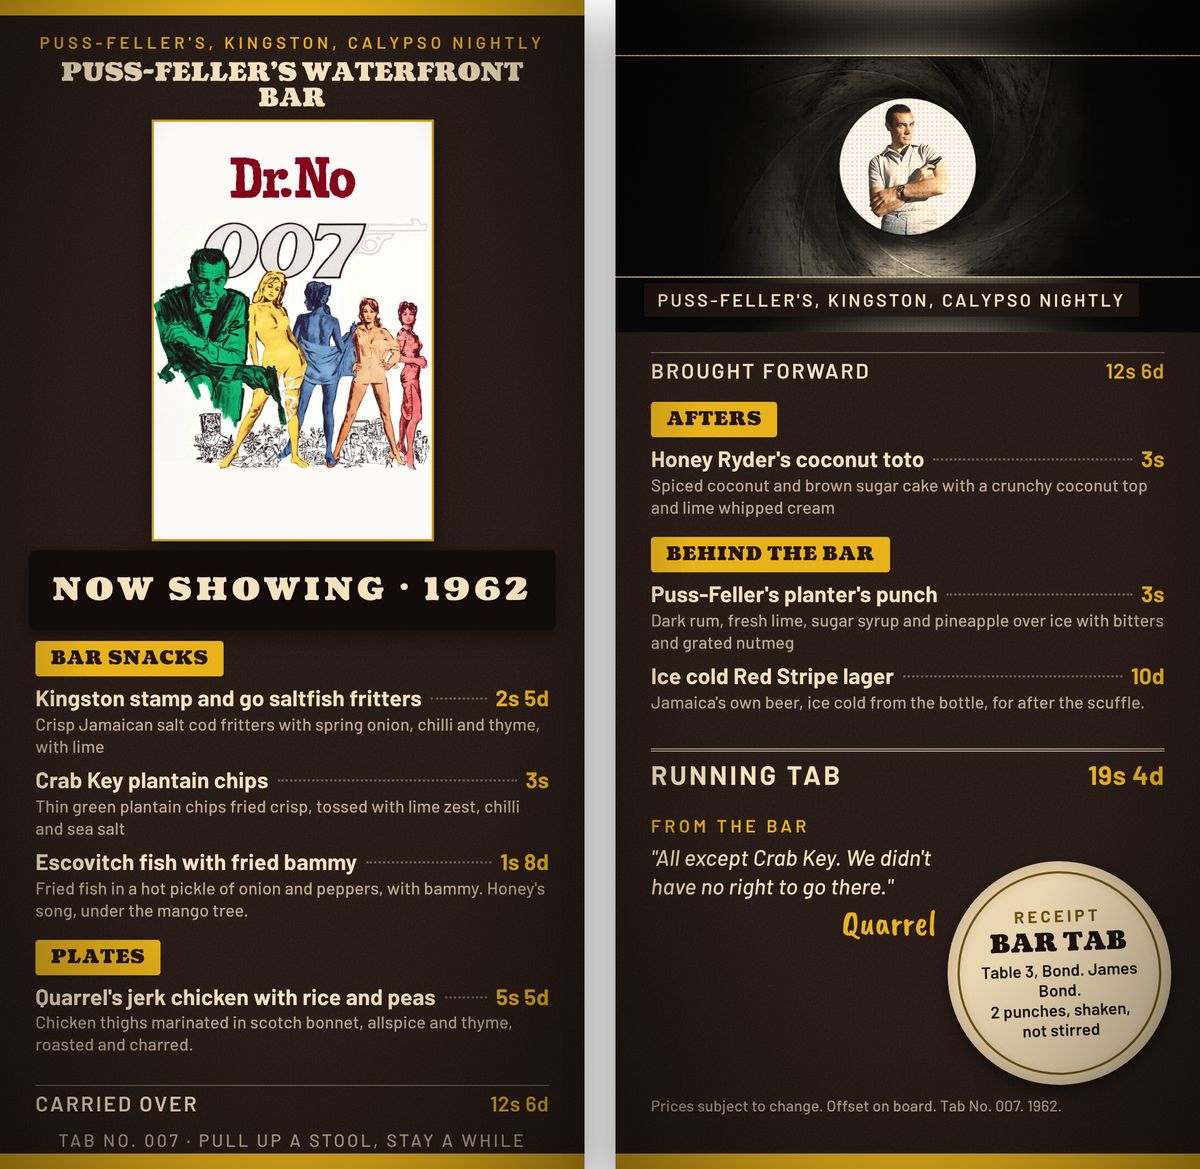 PUSS-FELLER'S, KINGSTON, CALYPSO NIGHTLY
PUSS-FELLER'S WATERFRONT
BAR
Dr. No
007
NOW SHOWING · 1962
BAR SNACKS
Kingston stamp and go saltfish fritters 2s 5d
Crisp Jamaican salt cod fritters with spring onion, chilli and thyme,
with lime
Crab Key plantain chips 3s
Thin green plantain chips fried crisp, tossed with lime zest, chilli
and sea salt
Escovitch fish with fried bammy 1s 8d
Fried fish in a hot pickle of onion and peppers, with bammy. Honey's
song, under the mango tree.
PLATES
Quarrel's jerk chicken with rice and peas 5s 5d
Chicken thighs marinated in scotch bonnet, allspice and thyme,
roasted and charred.
CARRIED OVER 12s 6d
TAB NO. 007 · PULL UP A STOOL, STAY A WHILE
PUSS-FELLER'S, KINGSTON, CALYPSO NIGHTLY
BROUGHT FORWARD 12s 6d
AFTERS
Honey Ryder's coconut toto 3s
Spiced coconut and brown sugar cake with a crunchy coconut top
and lime whipped cream
BEHIND THE BAR
Puss-Feller's planter's punch 3s
Dark rum, fresh lime, sugar syrup and pineapple over ice with bitters
and grated nutmeg
Ice cold Red Stripe lager 10d
Jamaica's own beer, ice cold from the bottle, for after the scuffle.
RUNNING TAB 19s 4d
FROM THE BAR
"All except Crab Key. We didn't
have no right to go there."
Quarrel
RECEIPT
BAR TAB
Table 3, Bond. James
Bond.
2 punches, shaken,
not stirred
Prices subject to change. Offset on board. Tab No. 007. 1962.